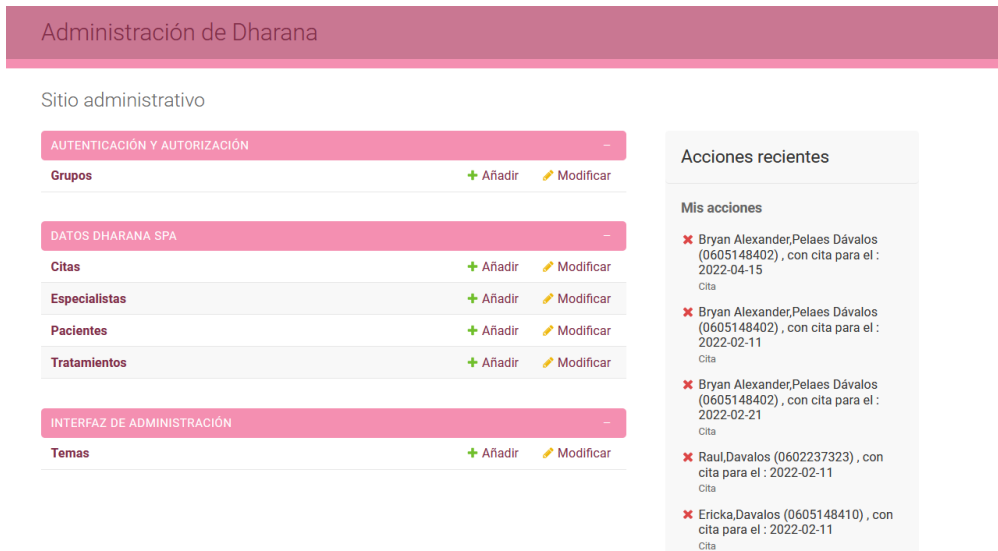 Administración de Dharana
Sitio administrativo
AUTENTICACIÓN Y AUTORIZACIÓN –
Grupos + Añadir Modificar
DATOS DHARANA SPA –
Citas + Añadir Modificar
Especialistas + Añadir Modificar
Pacientes + Añadir Modificar
Tratamientos + Añadir Modificar
INTERFAZ DE ADMINISTRACIÓN –
Temas + Añadir Modificar
Acciones recientes
Mis acciones
Bryan Alexander,Pelaes Dávalos
(0605148402) , con cita para el :
2022-04-15
Cita
Bryan Alexander,Pelaes Dávalos
(0605148402) , con cita para el :
2022-02-11
Cita
Bryan Alexander,Pelaes Dávalos
(0605148402) , con cita para el :
2022-02-21
Cita
Raul,Davalos (0602237323) , con
cita para el : 2022-02-11
Cita
Ericka,Davalos (0605148410) , con
cita para el : 2022-02-11
Cita